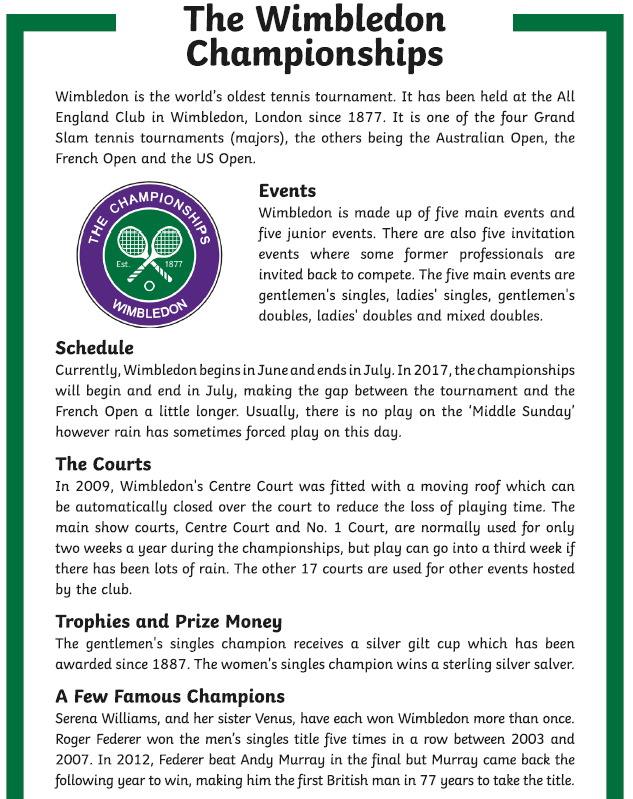 The Wimbledon
Championships
Wimbledon is the world's oldest tennis tournament. It has been held at the All
England Club in Wimbledon, London since 1877. It is one of the four Grand
Slam tennis tournaments (majors), the others being the Australian Open, the
French Open and the US Open.
THE CHAMPIONSHIPS
Est. 1877
WIMBLEDON
Events
Wimbledon is made up of five main events and
five junior events. There are also five invitation
events where some former professionals are
invited back to compete. The five main events are
gentlemen's singles, ladies' singles, gentlemen's
doubles, ladies' doubles and mixed doubles.
Schedule
Currently, Wimbledon begins in June and ends in July. In 2017, the championships
will begin and end in July, making the gap between the tournament and the
French Open a little longer. Usually, there is no play on the 'Middle Sunday'
however rain has sometimes forced play on this day.
The Courts
In 2009, Wimbledon's Centre Court was fitted with a moving roof which can
be automatically closed over the court to reduce the loss of playing time. The
main show courts, Centre Court and No. 1 Court, are normally used for only
two weeks a year during the championships, but play can go into a third week if
there has been lots of rain. The other 17 courts are used for other events hosted
by the club.
Trophies and Prize Money
The gentlemen's singles champion receives a silver gilt cup which has been
awarded since 1887. The women's singles champion wins a sterling silver salver.
A Few Famous Champions
Serena Williams, and her sister Venus, have each won Wimbledon more than once.
Roger Federer won the men's singles title five times in a row between 2003 and
2007. In 2012, Federer beat Andy Murray in the final but Murray came back the
following year to win, making him the first British man in 77 years to take the title.